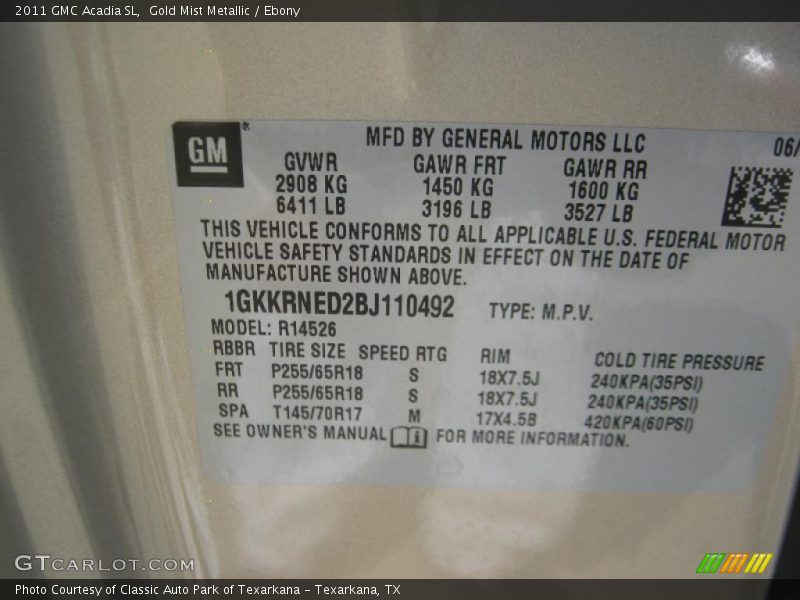 2011 GMC Acadia SL,  Gold Mist Metallic / Ebony
GM®
MFD BY GENERAL MOTORS LLC 06/
GVWR GAWR FRT GAWR RR
2908 KG 1450 KG 1600 KG
6411 LB 3196 LB 3527 LB
THIS VEHICLE CONFORMS TO ALL APPLICABLE U.S. FEDERAL MOTOR
VEHICLE SAFETY STANDARDS IN EFFECT ON THE DATE OF
MANUFACTURE SHOWN ABOVE.
1GKKRNED2BJ110492 TYPE: M.P.V.
MODEL: R14526
RBBR TIRE SIZE SPEED RTG RIM COLD TIRE PRESSURE
FRT P255/65R18 S 18X7.5J 240KPA(35PSI)
RR P255/65R18 S 18X7.5J 240KPA(35PSI)
SPA T145/70R17 M 17X4.5B 420KPA(60PSI)
SEE OWNER'S MANUAL i FOR MORE INFORMATION.
GTCARLOT.COM
Photo Courtesy of Classic Auto Park of Texarkana – Texarkana, TX